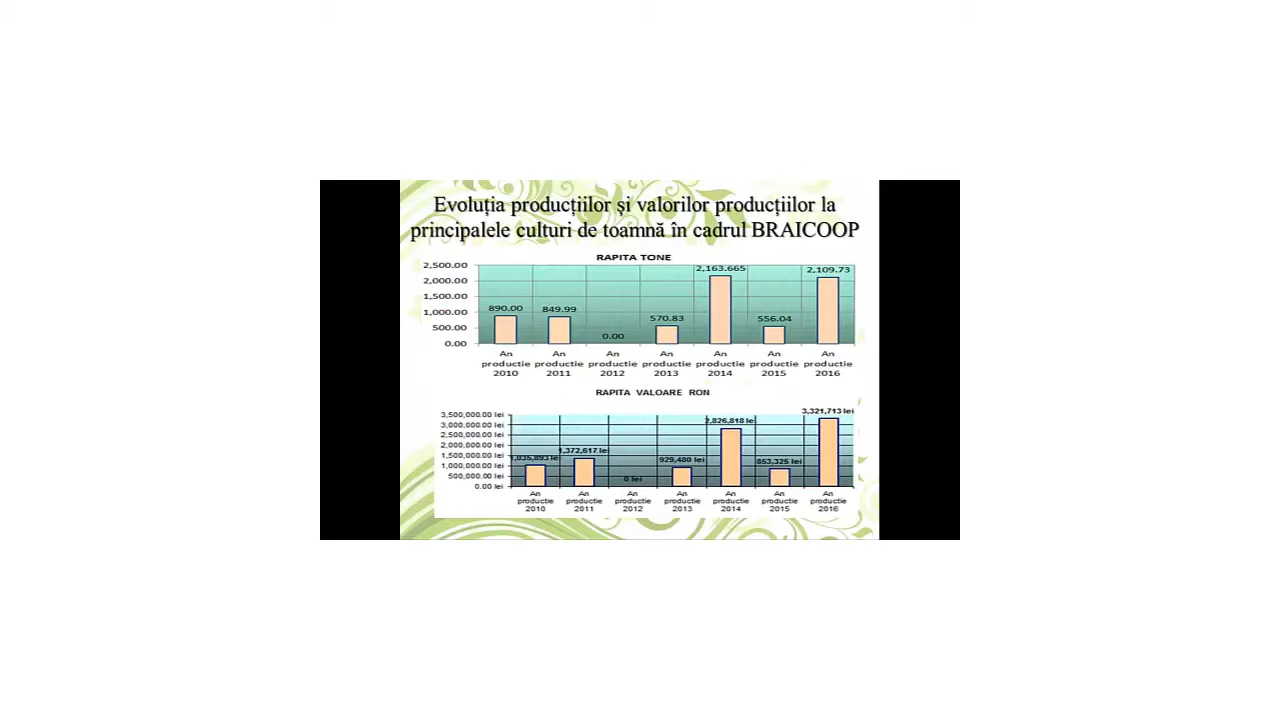 Evoluția producțiilor și valorilor producțiilor la
principalele culturi de toamnă în cadrul BRAICOOP
RAPITA TONE
2,500.00
2,000.00
1,500.00
1,000.00
500.00
0.00
890.00
849.99
0.00
570.83
2,163.665
556.04
2,109.73
An productie 2010
An productie 2011
An productie 2012
An productie 2013
An productie 2014
An productie 2015
An productie 2016
RAPITA VALOARE RON
3,500,000.00 lei
3,000,000.00 lei
2,500,000.00 lei
2,000,000.00 lei
1,500,000.00 lei
1,000,000.00 lei
500,000.00 lei
0.00 lei
1,035,893 lei
1,372,617 lei
0 lei
929,480 lei
2,826,818 lei
853,325 lei
3,321,713 lei
An productie 2010
An productie 2011
An productie 2012
An productie 2013
An productie 2014
An productie 2015
An productie 2016